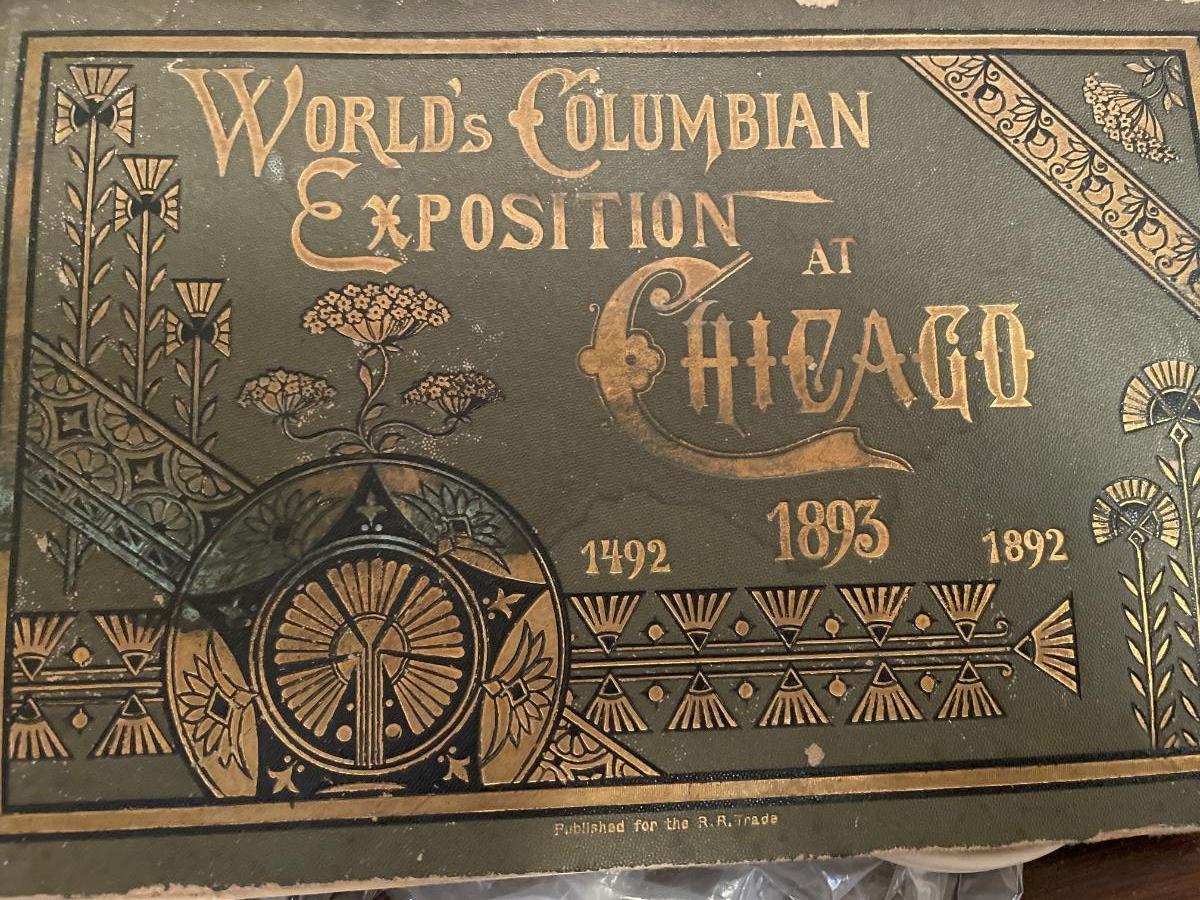 World's Columbian
Exposition
at
Chicago
1893
1492 1892
Published for the R.R. Trade